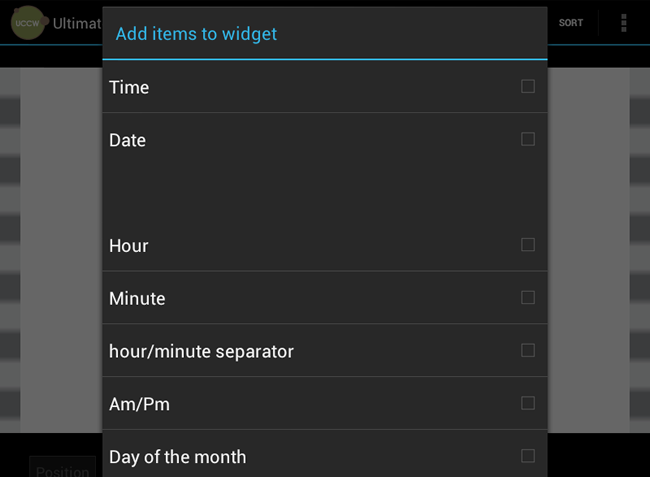 UCCW Ultimat SORT
Add items to widget
Time
Date
Hour
Minute
hour/minute separator
Am/Pm
Day of the month
Position